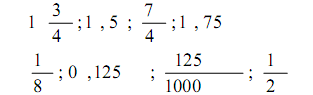 1 3/4 ; 1 , 5 ; 7/4 ; 1 , 75
1/8 ; 0 , 125 ; 125/1000 ; 1/2